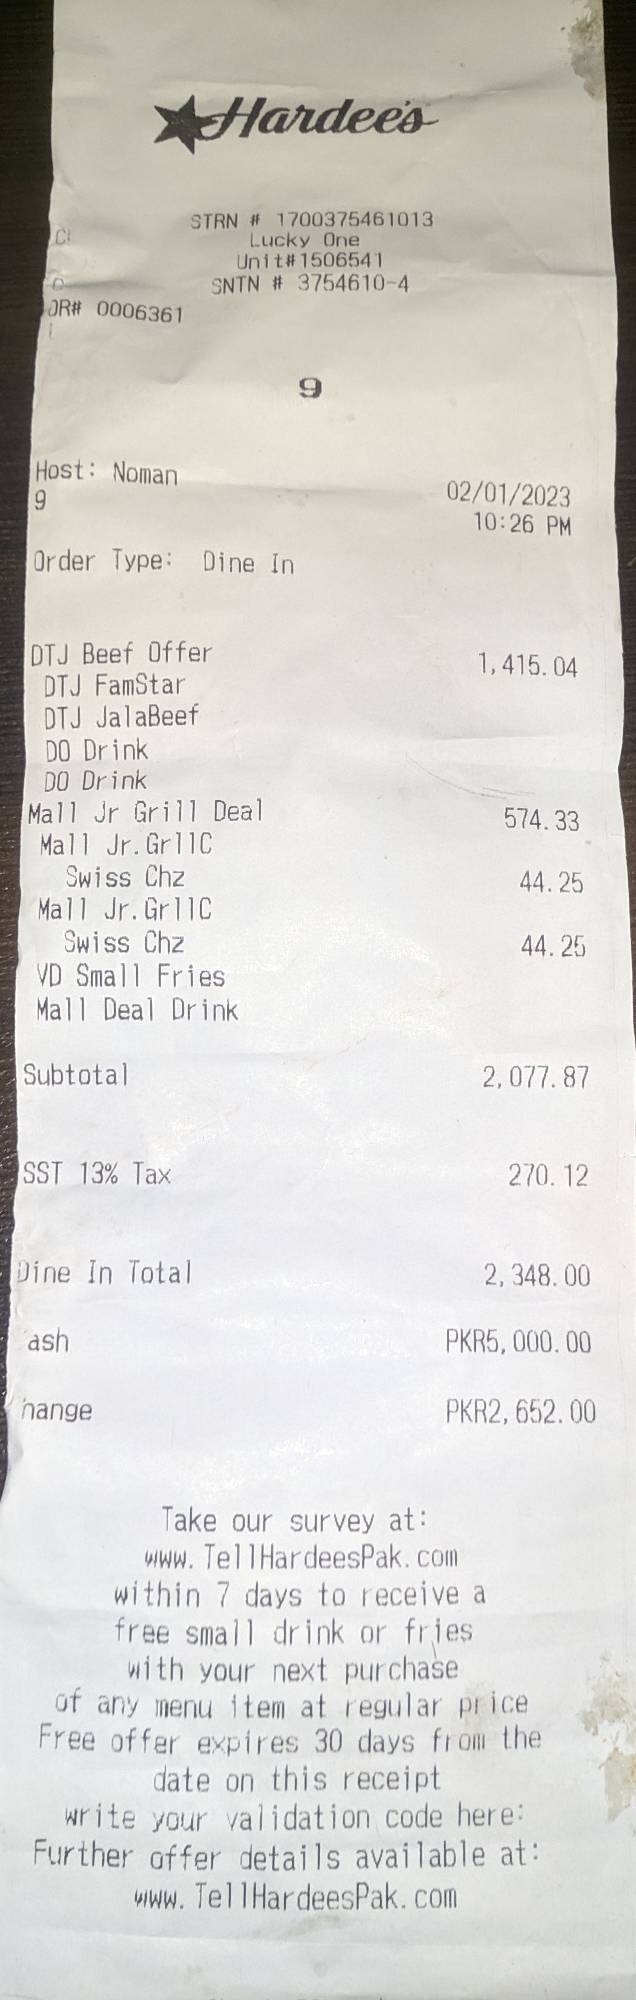 Hardee's
STRN # 1700375461013
Lucky One
Unit#1506541
SNTN # 3754610-4
OR# 0006361
9
Host: Noman
9
02/01/2023
10:26 PM
Order Type: Dine In
DTJ Beef Offer 1,415.04
DTJ FamStar
DTJ JalaBeef
DO Drink
DO Drink
Mall Jr Grill Deal 574.33
Mall Jr.GrllC
Swiss Chz 44.25
Mall Jr.GrllC
Swiss Chz 44.25
VD Small Fries
Mall Deal Drink
Subtotal 2,077.87
SST 13% Tax 270.12
Dine In Total 2,348.00
ash PKR5,000.00
hange PKR2,652.00
Take our survey at:
www.TellHardeesPak.com
within 7 days to receive a
free small drink or fries
with your next purchase
of any menu item at regular price
Free offer expires 30 days from the
date on this receipt
write your validation code here:
Further offer details available at:
www.TellHardeesPak.com